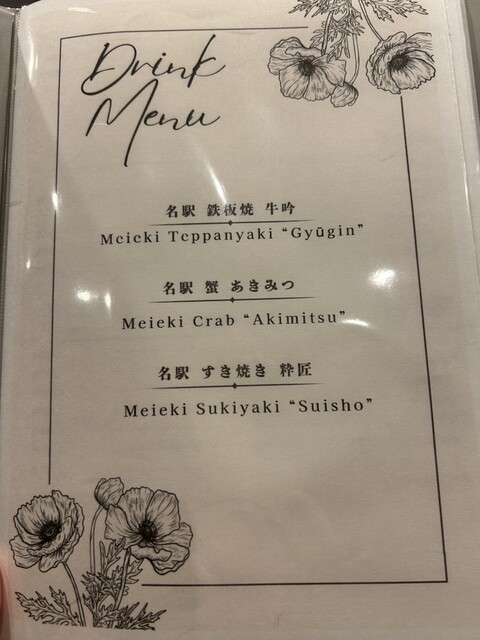 Drink
Menu
名駅 鉄板焼 牛吟
Meieki Teppanyaki “Gyūgin”
名駅 蟹 あきみつ
Meieki Crab “Akimitsu”
名駅 すき焼き 粋匠
Meieki Sukiyaki “Suisho”